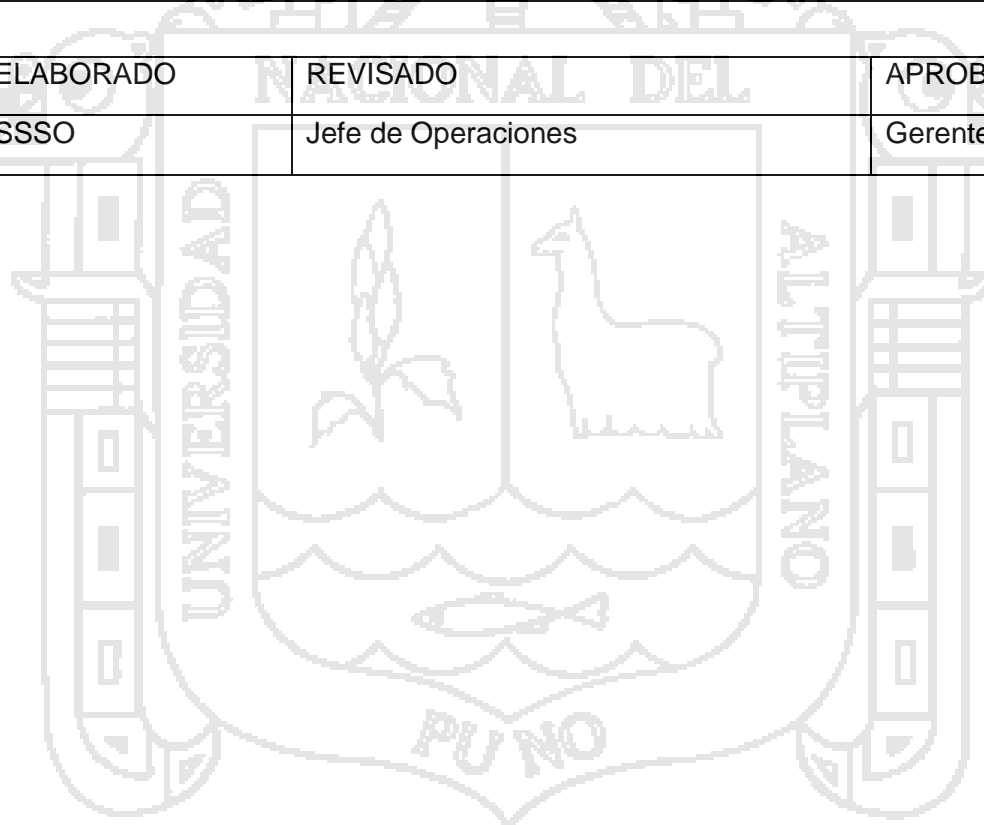 ELABORADO REVISADO APROB
SSSO Jefe de Operaciones Gerente
NACIONAL DEL
UNIVERSIDAD
ALTIPLANO
PUNO